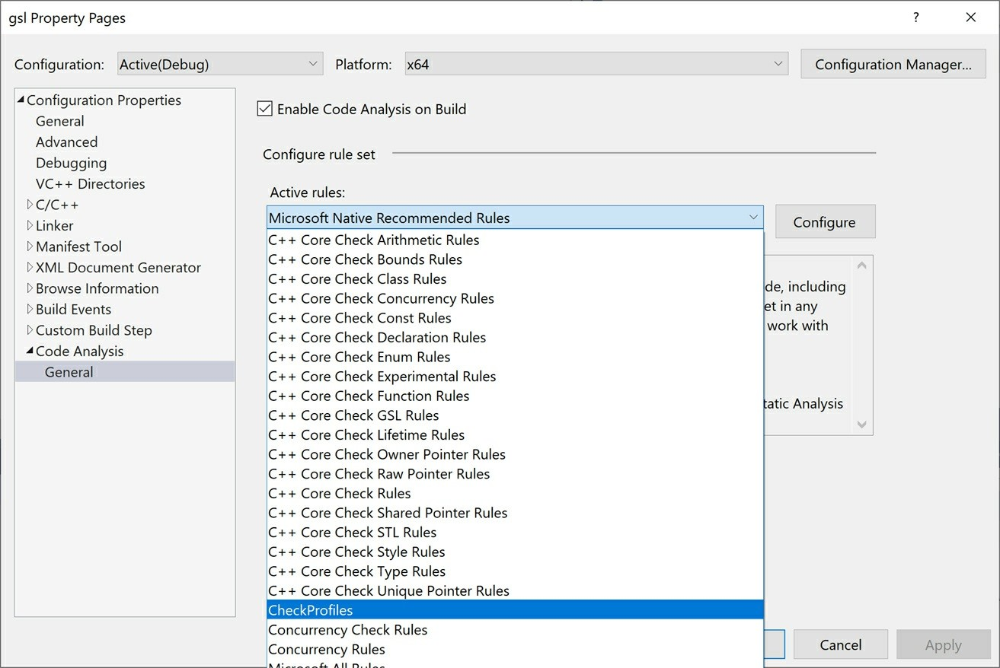 gsl Property Pages
?
Configuration: Active(Debug) Platform: x64 Configuration Manager...
Configuration Properties
General
Advanced
Debugging
VC++ Directories
C/C++
Linker
Manifest Tool
XML Document Generator
Browse Information
Build Events
Custom Build Step
Code Analysis
General
Enable Code Analysis on Build
Configure rule set
Active rules:
Microsoft Native Recommended Rules
Configure
C++ Core Check Arithmetic Rules
C++ Core Check Bounds Rules
C++ Core Check Class Rules
C++ Core Check Concurrency Rules
C++ Core Check Const Rules
C++ Core Check Declaration Rules
C++ Core Check Enum Rules
C++ Core Check Experimental Rules
C++ Core Check Function Rules
C++ Core Check GSL Rules
C++ Core Check Lifetime Rules
C++ Core Check Owner Pointer Rules
C++ Core Check Raw Pointer Rules
C++ Core Check Rules
C++ Core Check Shared Pointer Rules
C++ Core Check STL Rules
C++ Core Check Style Rules
C++ Core Check Type Rules
C++ Core Check Unique Pointer Rules
CheckProfiles
Concurrency Check Rules
Concurrency Rules
Microsoft All Rules
de, including
et in any
work with
tatic Analysis
Cancel
Apply